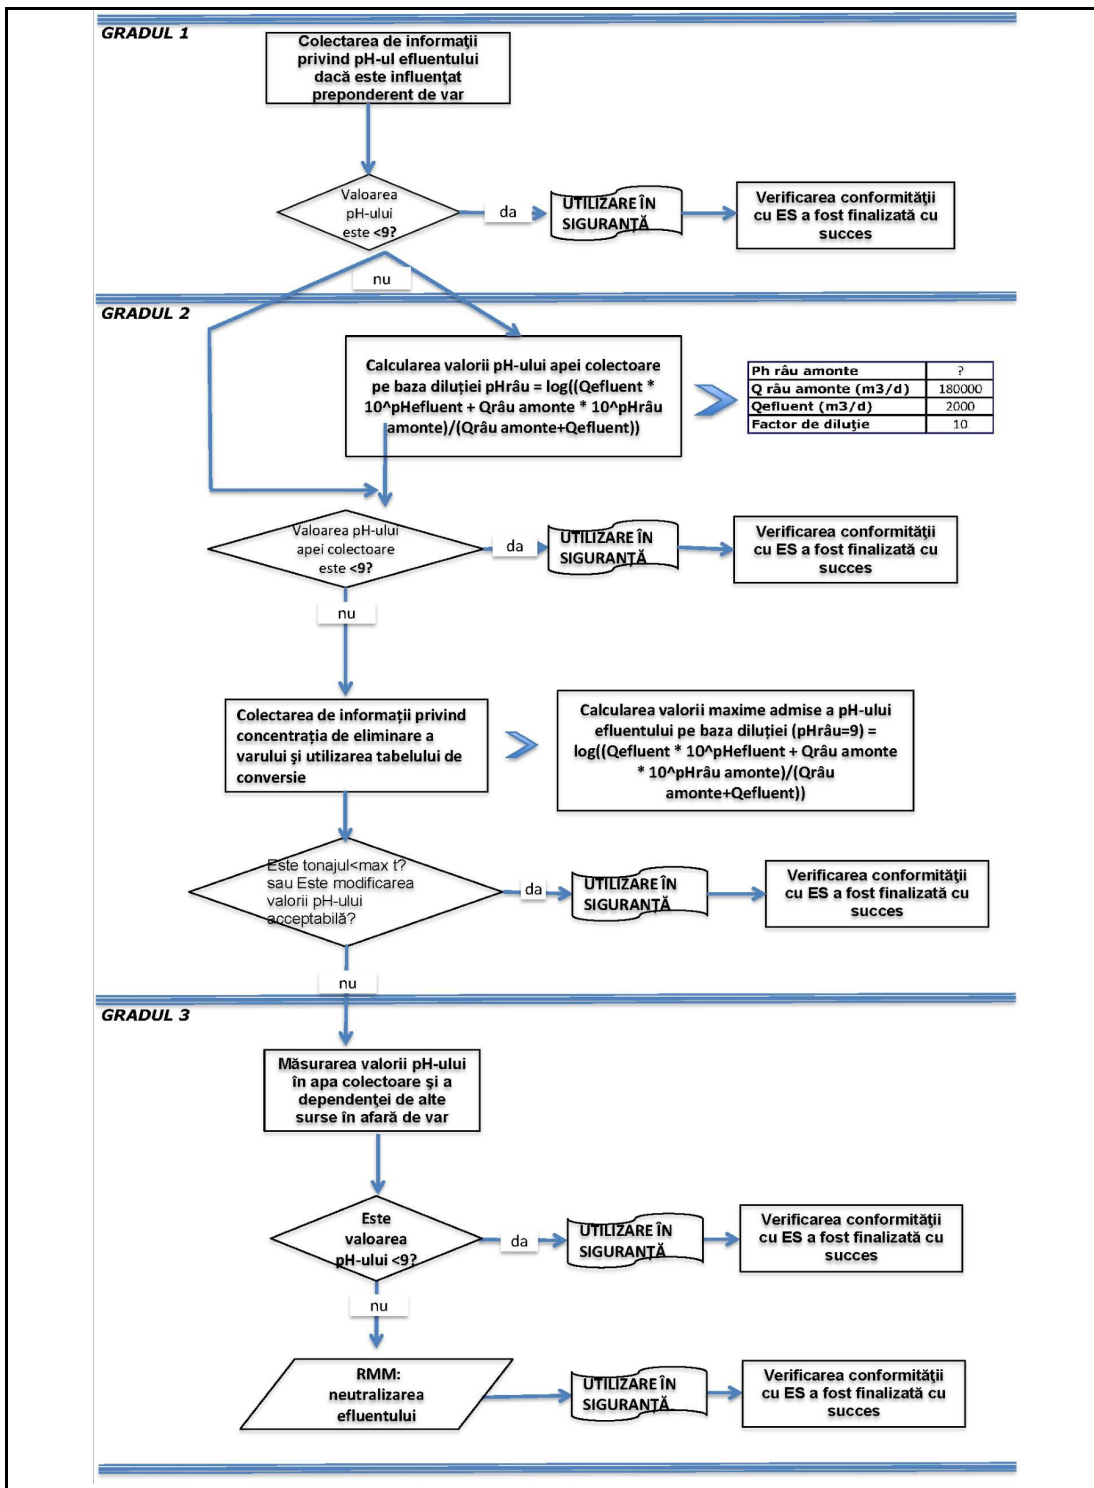 GRADUL 1
Colectarea de informații
privind pH-ul efluentului
dacă este influențat
preponderent de var
Valoarea
pH-ului
este <9?
da
UTILIZARE ÎN
SIGURANȚĂ
Verificarea conformității
cu ES a fost finalizată cu
succes
nu
GRADUL 2
Calcularea valorii pH-ului apei colectoare
pe baza diluției pHrâu = log((Qefluent *
10^pHefluent + Qrâu amonte * 10^pHrâu
amonte)/(Qrâu amonte+Qefluent))
Ph râu amonte ?
Q râu amonte (m3/d) 180000
Qefluent (m3/d) 2000
Factor de diluție 10
Valoarea pH-ului
apei colectoare
este <9?
da
UTILIZARE ÎN
SIGURANȚĂ
Verificarea conformității
cu ES a fost finalizată cu
succes
nu
Colectarea de informații privind
concentrația de eliminare a
varului și utilizarea tabelului de
conversie
Calcularea valorii maxime admise a pH-ului
efluentului pe baza diluției (pHrâu=9) =
log((Qefluent * 10^pHefluent + Qrâu amonte
* 10^pHrâu amonte)/(Qrâu
amonte+Qefluent))
Este tonajul<max t?
sau Este modificarea
valorii pH-ului
acceptabilă?
da
UTILIZARE ÎN
SIGURANȚĂ
Verificarea conformității
cu ES a fost finalizată cu
succes
nu
GRADUL 3
Măsurarea valorii pH-ului
în apa colectoare și a
dependenței de alte
surse în afară de var
Este
valoarea
pH-ului <9?
da
UTILIZARE ÎN
SIGURANȚĂ
Verificarea conformității
cu ES a fost finalizată cu
succes
nu
RMM:
neutralizarea
efluentului
UTILIZARE ÎN
SIGURANȚĂ
Verificarea conformității
cu ES a fost finalizată cu
succes